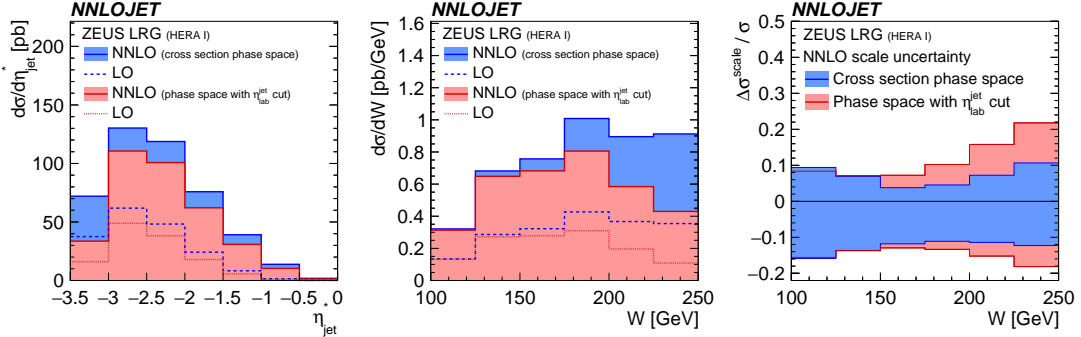 NNLOJET
ZEUS LRG (HERA I)
NNLO (cross section phase space)
LO
NNLO (phase space with η_lab^jet cut)
LO
dσ/dη*_jet [pb]
200
150
100
50
0
−3.5 −3 −2.5 −2 −1.5 −1 −0.5 0
η*_jet
NNLOJET
ZEUS LRG (HERA I)
NNLO (cross section phase space)
LO
NNLO (phase space with η_lab^jet cut)
LO
dσ/dW [pb/GeV]
1.6
1.4
1.2
1
0.8
0.6
0.4
0.2
0
100 150 200 250
W [GeV]
NNLOJET
ZEUS LRG (HERA I)
NNLO scale uncertainty
Cross section phase space
Phase space with η_lab^jet cut
Δσ^scale / σ
0.5
0.4
0.3
0.2
0.1
0
−0.1
−0.2
100 150 200 250
W [GeV]